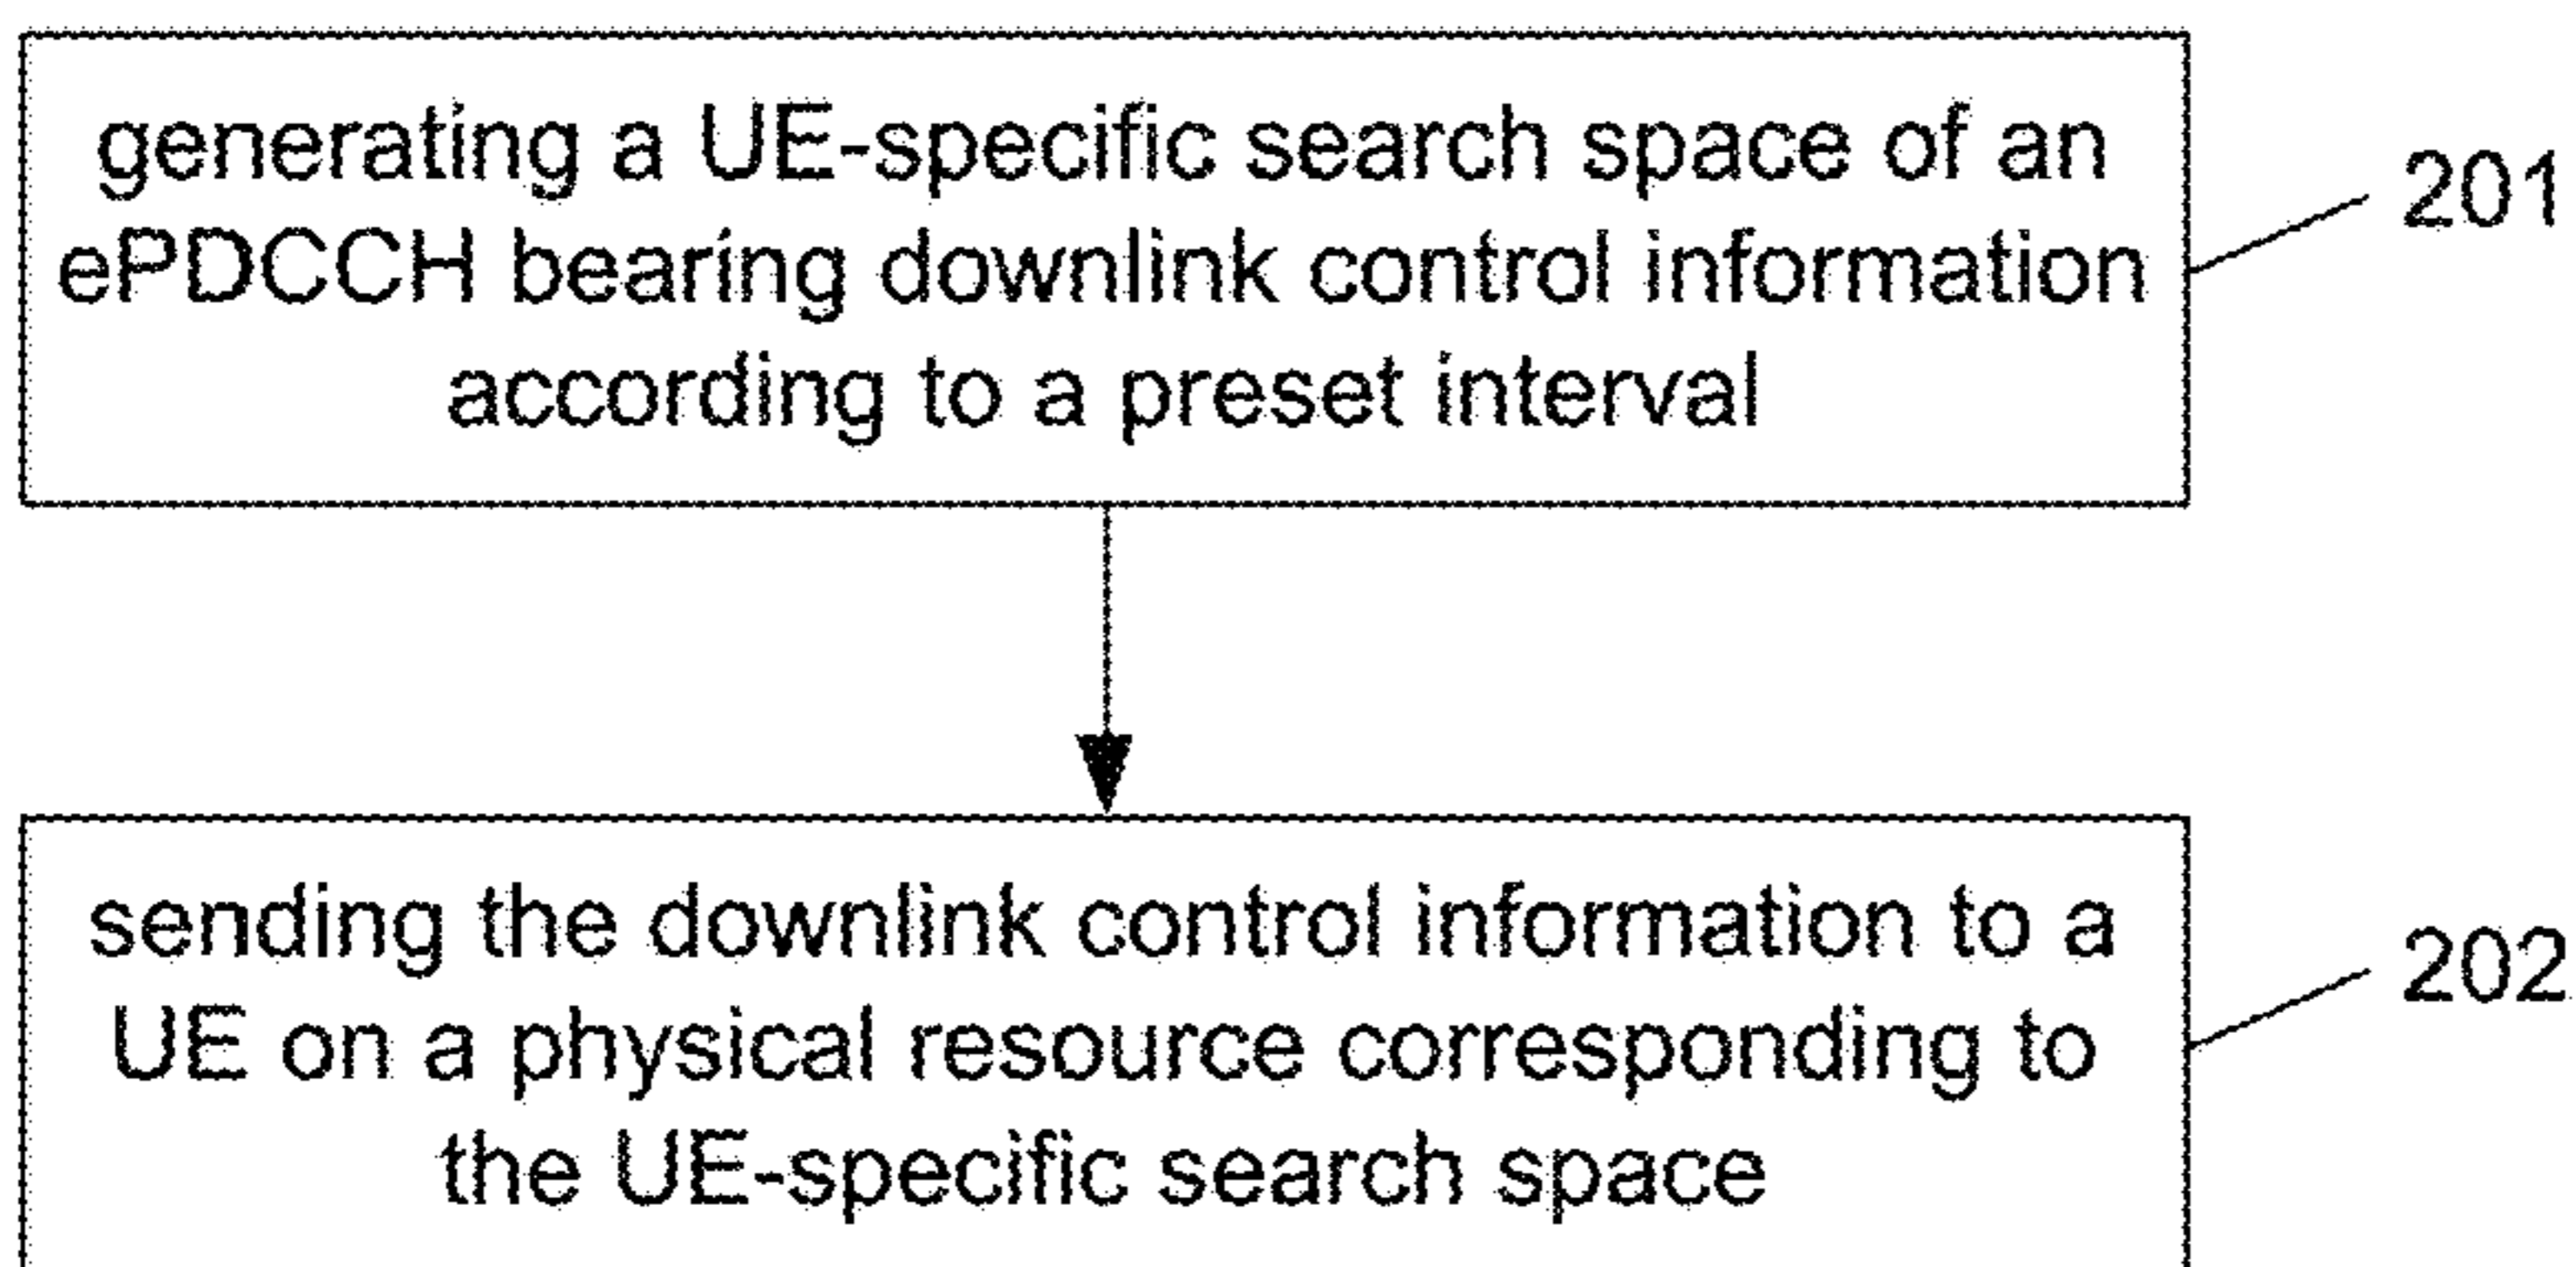 generating a UE-specific search space of an
ePDCCH bearing downlink control information
according to a preset interval
201
sending the downlink control information to a
UE on a physical resource corresponding to
the UE-specific search space
202